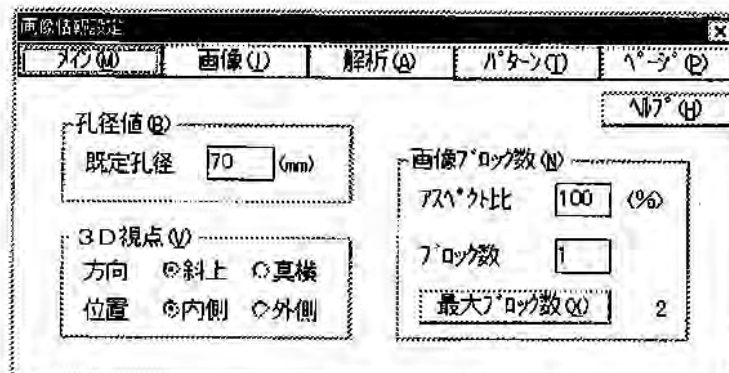 画像情報設定
メイン(M) 画像(J) 解析(A) パターン(T) ページ(P)
ヘルプ(H)
孔径値(B)
既定孔径 70 (mm)
3D視点(V)
方向 斜上 真横
位置 内側 外側
画像ブロック数(N)
アスペクト比 100 (%)
ブロック数 1
最大ブロック数(X) 2